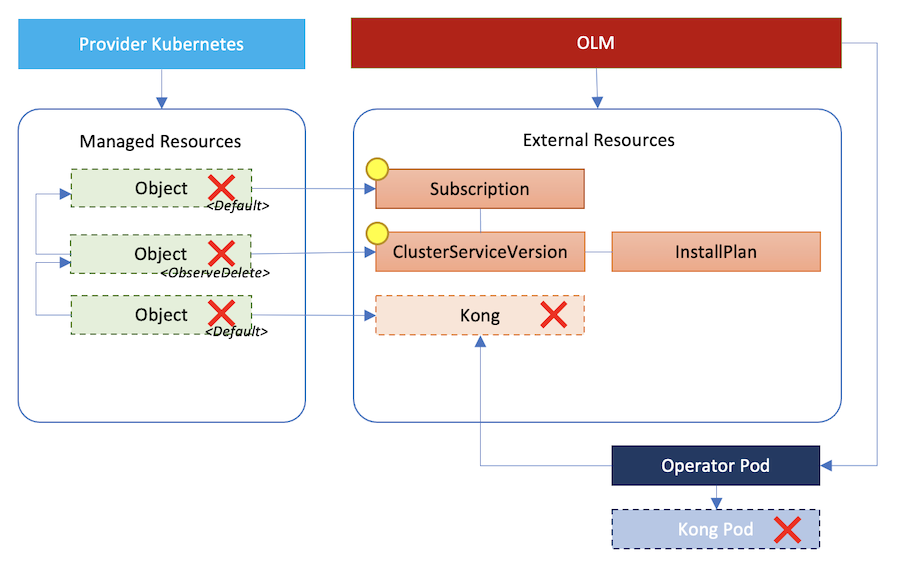 Provider Kubernetes
OLM
Managed Resources
External Resources
Object
<Default>
Subscription
Object
<ObserveDelete>
ClusterServiceVersion
InstallPlan
Object
<Default>
Kong
Operator Pod
Kong Pod